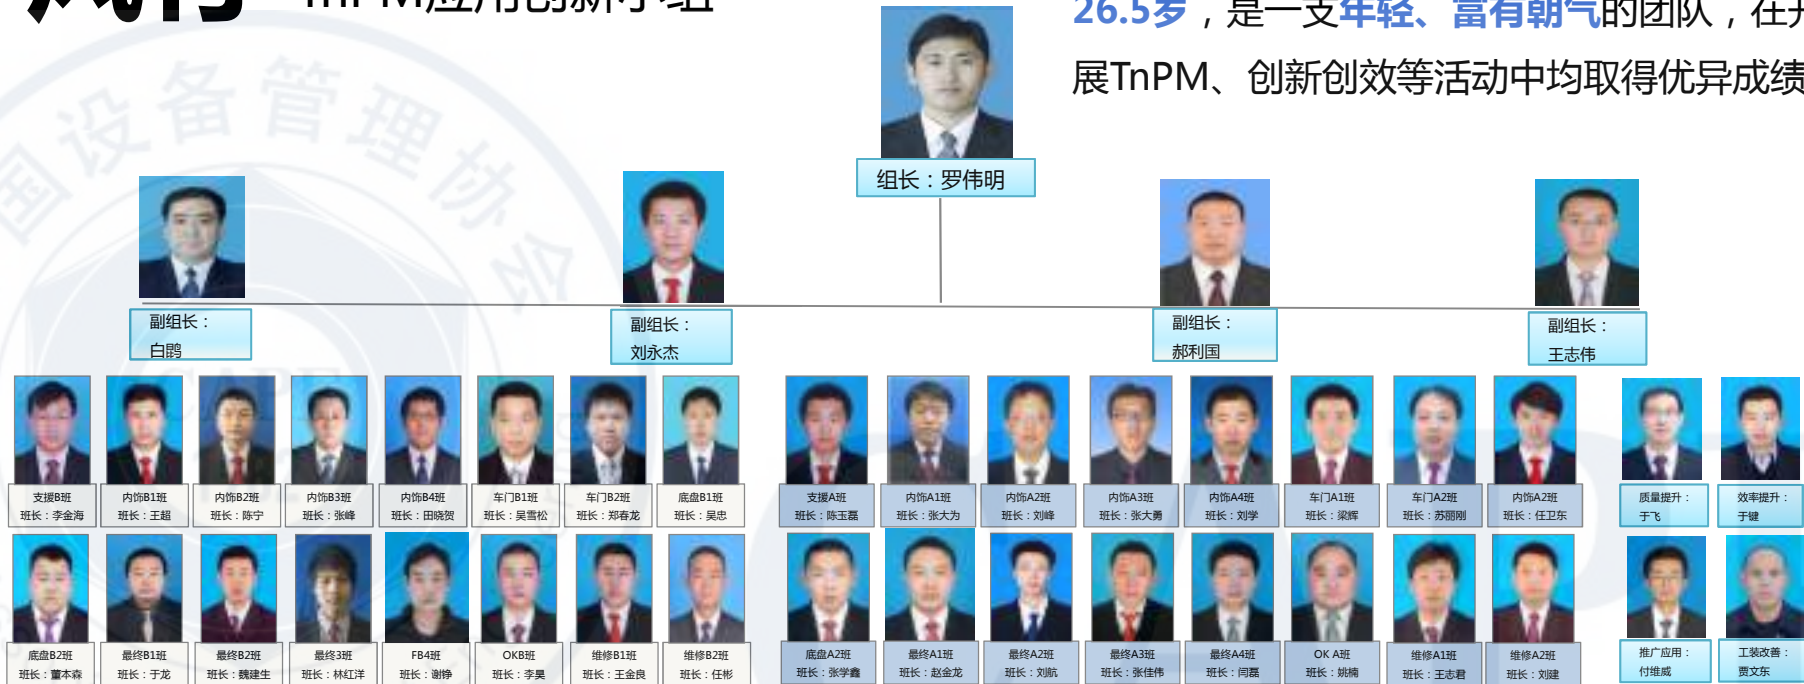 TnPM应用创新小组
26.5岁，是一支年轻、富有朝气的团队，在开
展TnPM、创新创效等活动中均取得优异成绩
国设备管理协会
组长：罗伟明
副组长：
白鹍
副组长：
刘永杰
副组长：
郝利国
副组长：
王志伟
支援B班
班长：李金海
内饰B1班
班长：王超
内饰B2班
班长：陈宁
内饰B3班
班长：张峰
内饰B4班
班长：田晓贺
车门B1班
班长：吴雪松
车门B2班
班长：郑春龙
底盘B1班
班长：吴忠
支援A班
班长：陈玉磊
内饰A1班
班长：张大为
内饰A2班
班长：刘峰
内饰A3班
班长：张大勇
内饰A4班
班长：刘学
车门A1班
班长：梁辉
车门A2班
班长：苏丽刚
内饰A2班
班长：任卫东
质量提升：
于飞
效率提升：
于键
底盘B2班
班长：董本森
最终B1班
班长：于龙
最终B2班
班长：魏建生
最终3班
班长：林红洋
FB4班
班长：谢铮
OKB班
班长：李昊
维修B1班
班长：王金良
维修B2班
班长：任彬
底盘A2班
班长：张学鑫
最终A1班
班长：赵金龙
最终A2班
班长：刘航
最终A3班
班长：张佳伟
最终A4班
班长：闫磊
OK A班
班长：姚楠
维修A1班
班长：王志君
维修A2班
班长：刘建
推广应用：
付维威
工装改善：
贾文东